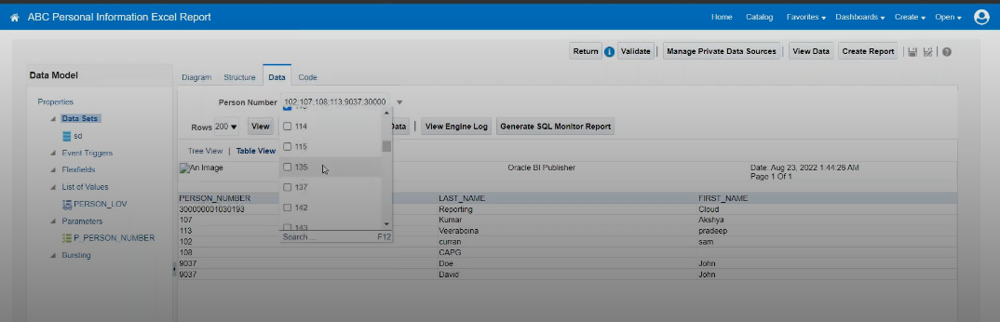 ABC Personal Information Excel Report
Home Catalog Favorites Dashboards Create Open
Return Validate Manage Private Data Sources View Data Create Report
Data Model
Diagram Structure Data Code
Properties
Data Sets
sd
Event Triggers
Flexfields
List of Values
PERSON_LOV
Parameters
P_PERSON_NUMBER
Bursting
Person Number 102;107;108;113;9037;30000
Rows 200 View Data View Engine Log Generate SQL Monitor Report
Tree View | Table View
114
115
135
137
142
143
Search ... F12
An Image Oracle BI Publisher Date: Aug 23, 2022 1:44:26 AM
Page 1 Of 1
PERSON_NUMBER LAST_NAME FIRST_NAME
300000001030193 Reporting Cloud
107 Kumar Akshya
113 Veeraboina pradeep
102 curran sam
108 CAPG
9037 Doe John
9037 David John